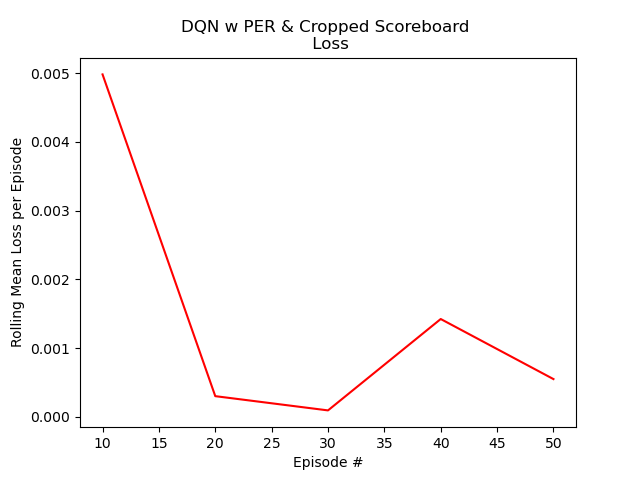 DQN w PER & Cropped Scoreboard
Loss
Rolling Mean Loss per Episode
0.005
0.004
0.003
0.002
0.001
0.000
10 15 20 25 30 35 40 45 50
Episode #